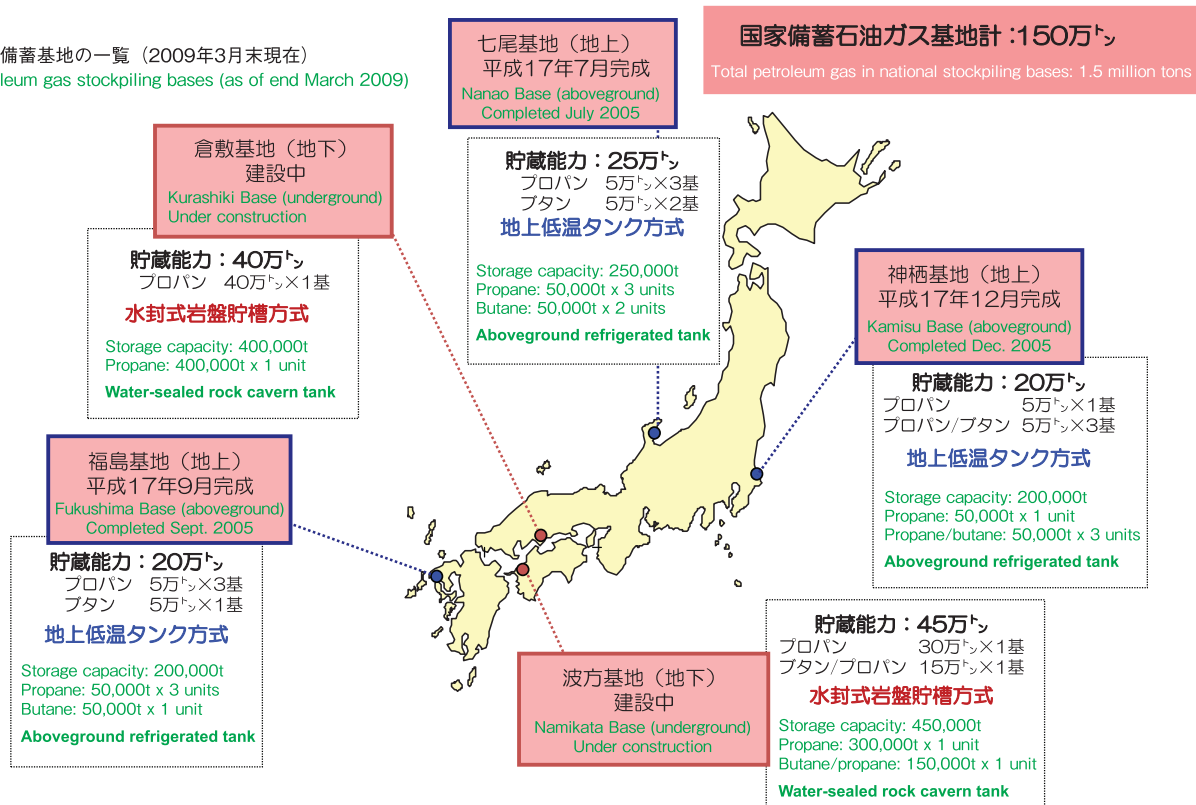 備蓄基地の一覧（2009年3月末現在）
leum gas stockpiling bases (as of end March 2009)
国家備蓄石油ガス基地計：150万㌧
Total petroleum gas in national stockpiling bases: 1.5 million tons
七尾基地（地上）
平成17年7月完成
Nanao Base (aboveground)
Completed July 2005
貯蔵能力：25万㌧
プロパン 5万㌧×3基
ブタン 5万㌧×2基
地上低温タンク方式
Storage capacity: 250,000t
Propane: 50,000t x 3 units
Butane: 50,000t x 2 units
Aboveground refrigerated tank
倉敷基地（地下）
建設中
Kurashiki Base (underground)
Under construction
貯蔵能力：40万㌧
プロパン 40万㌧×1基
水封式岩盤貯槽方式
Storage capacity: 400,000t
Propane: 400,000t x 1 unit
Water-sealed rock cavern tank
神栖基地（地上）
平成17年12月完成
Kamisu Base (aboveground)
Completed Dec. 2005
貯蔵能力：20万㌧
プロパン 5万㌧×1基
プロパン/ブタン 5万㌧×3基
地上低温タンク方式
Storage capacity: 200,000t
Propane: 50,000t x 1 unit
Propane/butane: 50,000t x 3 units
Aboveground refrigerated tank
福島基地（地上）
平成17年9月完成
Fukushima Base (aboveground)
Completed Sept. 2005
貯蔵能力：20万㌧
プロパン 5万㌧×3基
ブタン 5万㌧×1基
地上低温タンク方式
Storage capacity: 200,000t
Propane: 50,000t x 3 units
Butane: 50,000t x 1 unit
Aboveground refrigerated tank
波方基地（地下）
建設中
Namikata Base (underground)
Under construction
貯蔵能力：45万㌧
プロパン 30万㌧×1基
ブタン/プロパン 15万㌧×1基
水封式岩盤貯槽方式
Storage capacity: 450,000t
Propane: 300,000t x 1 unit
Butane/propane: 150,000t x 1 unit
Water-sealed rock cavern tank